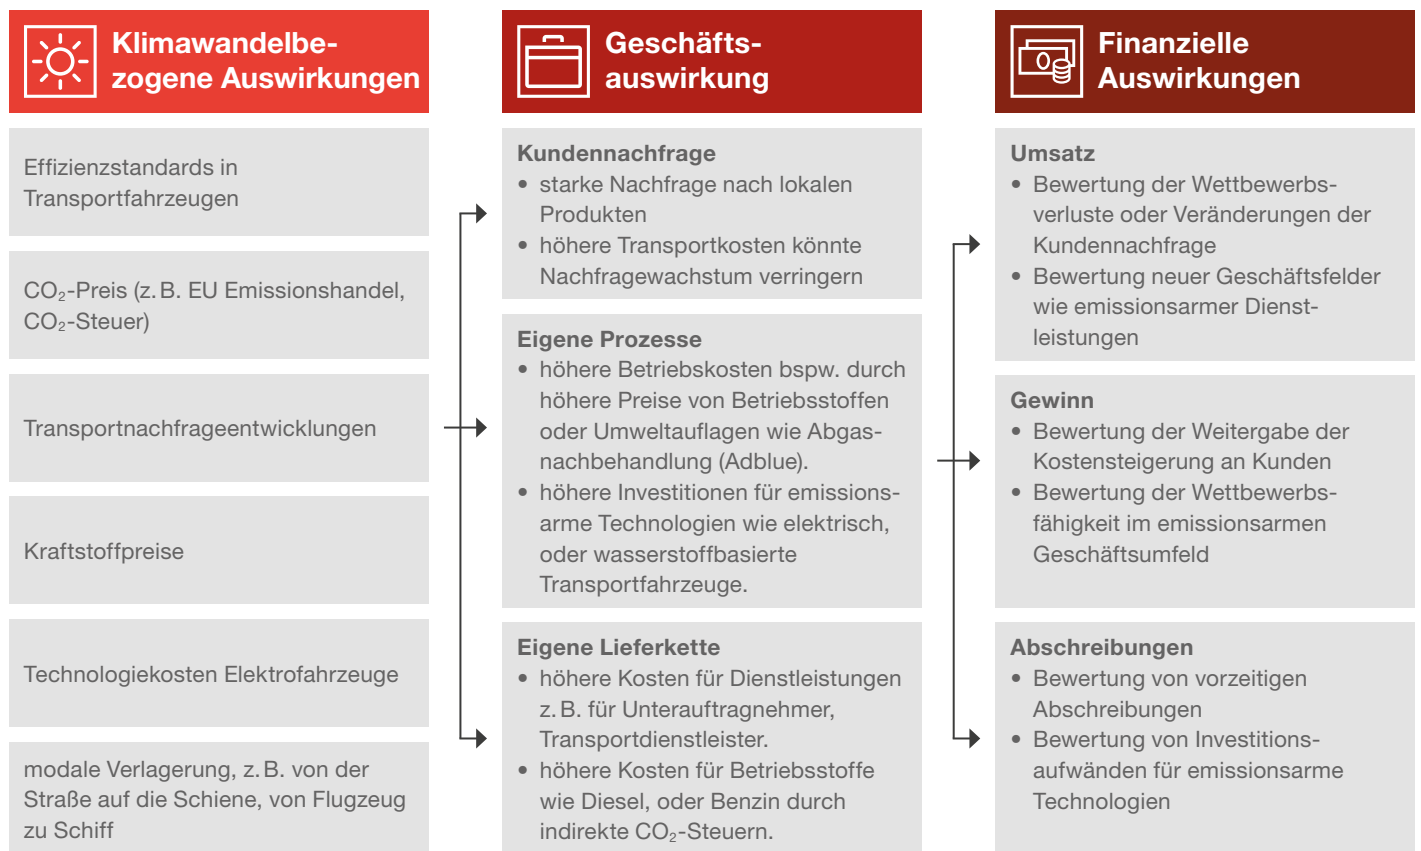 Klimawandelbe-
zogene Auswirkungen
Effizienzstandards in
Transportfahrzeugen
CO₂-Preis (z. B. EU Emissionshandel,
CO₂-Steuer)
Transportnachfrageentwicklungen
Kraftstoffpreise
Technologiekosten Elektrofahrzeuge
modale Verlagerung, z. B. von der
Straße auf die Schiene, von Flugzeug
zu Schiff
Geschäfts-
auswirkung
Kundennachfrage
• starke Nachfrage nach lokalen
Produkten
• höhere Transportkosten könnte
Nachfragewachstum verringern
Eigene Prozesse
• höhere Betriebskosten bspw. durch
höhere Preise von Betriebsstoffen
oder Umweltauflagen wie Abgas-
nachbehandlung (Adblue).
• höhere Investitionen für emissions-
arme Technologien wie elektrisch,
oder wasserstoffbasierte
Transportfahrzeuge.
Eigene Lieferkette
• höhere Kosten für Dienstleistungen
z. B. für Unterauftragnehmer,
Transportdienstleister.
• höhere Kosten für Betriebsstoffe
wie Diesel, oder Benzin durch
indirekte CO₂-Steuern.
Finanzielle
Auswirkungen
Umsatz
• Bewertung der Wettbewerbs-
verluste oder Veränderungen der
Kundennachfrage
• Bewertung neuer Geschäftsfelder
wie emissionsarmer Dienst-
leistungen
Gewinn
• Bewertung der Weitergabe der
Kostensteigerung an Kunden
• Bewertung der Wettbewerbs-
fähigkeit im emissionsarmen
Geschäftsumfeld
Abschreibungen
• Bewertung von vorzeitigen
Abschreibungen
• Bewertung von Investitions-
aufwänden für emissionsarme
Technologien